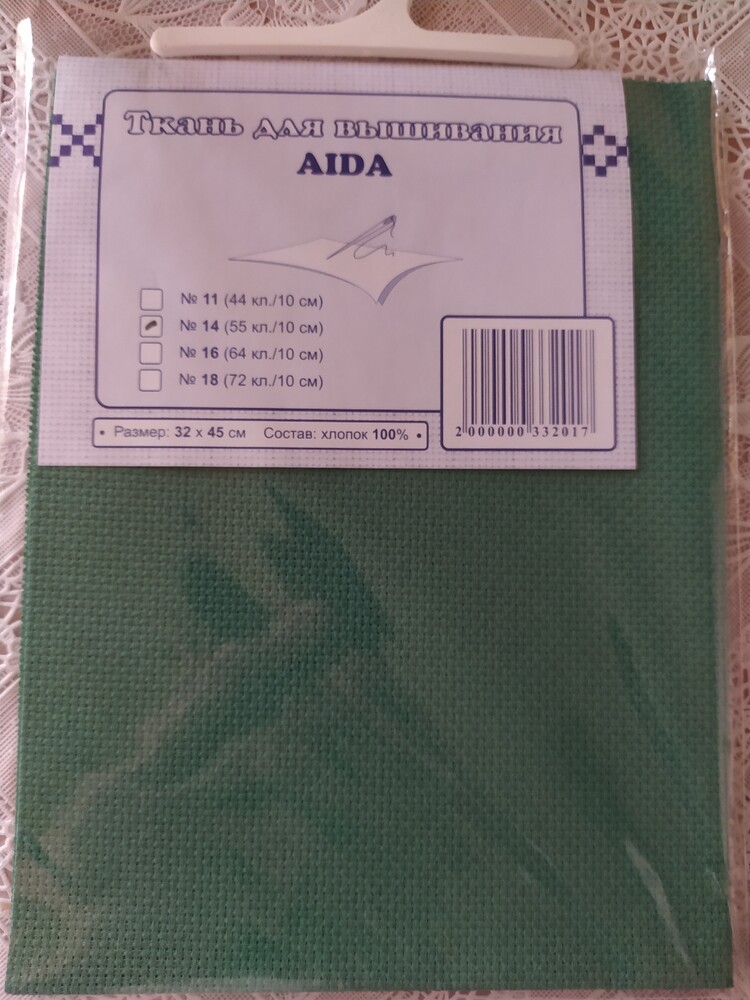 Ткань для вышивания
AIDA
№ 11 (44 кл./10 см)
№ 14 (55 кл./10 см)
№ 16 (64 кл./10 см)
№ 18 (72 кл./10 см)
• Размер: 32 x 45 см Состав: хлопок 100% •
2 000000 332017